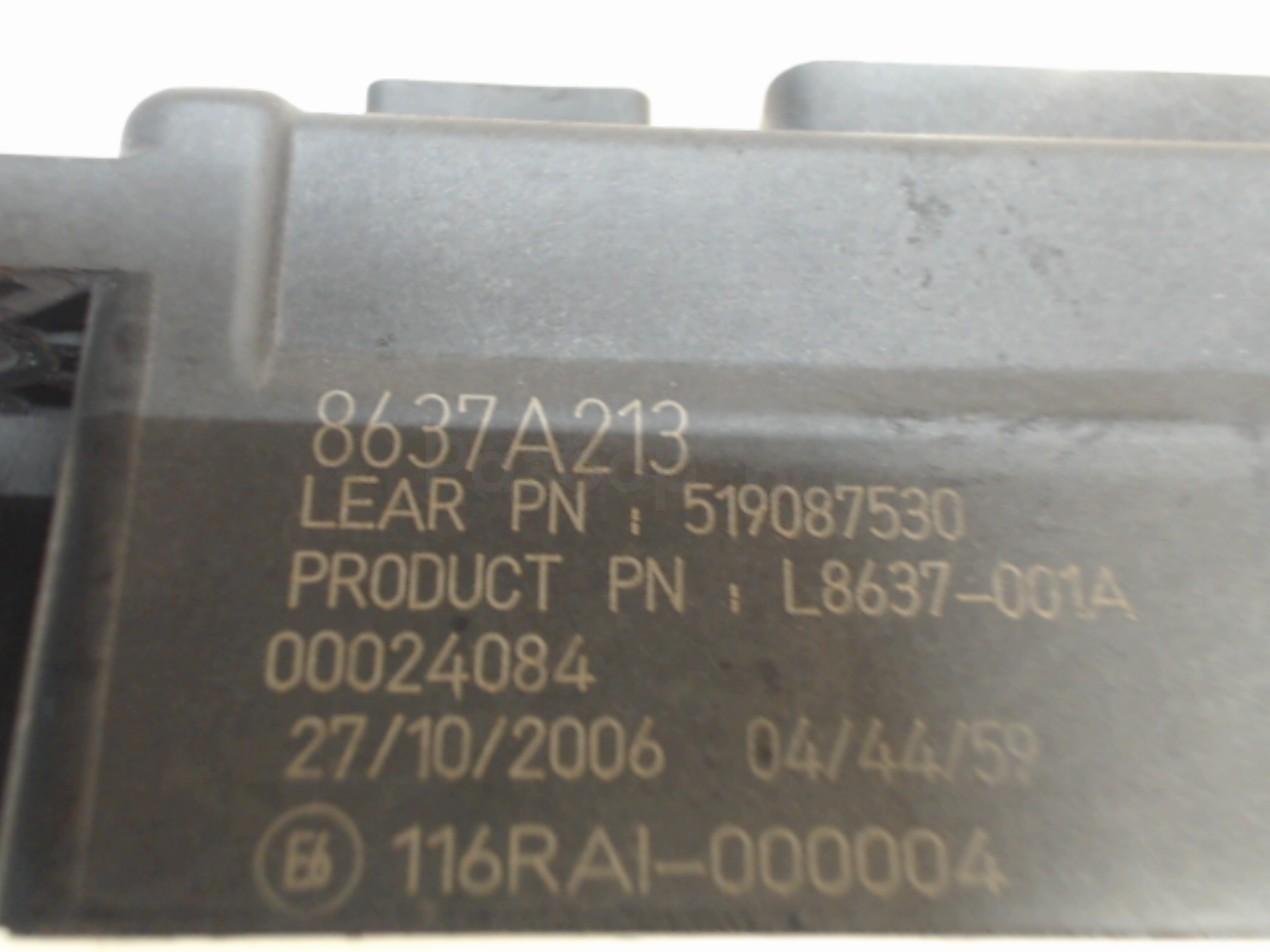 8637A213
LEAR PN : 519087530
PRODUCT PN : L8637-001A
00024084
27/10/2006 04/44/59
E6 116RAI-000004